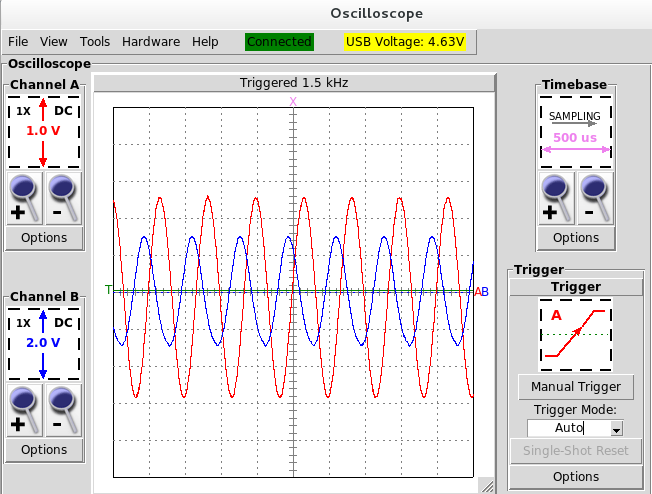 Oscilloscope
File View Tools Hardware Help Connected USB Voltage: 4.63V
Oscilloscope
Channel A
1X DC
1.0 V
+ -
Options
Channel B
1X DC
2.0 V
+ -
Options
Triggered 1.5 kHz
X
T
AB
Timebase
SAMPLING
500 us
+ -
Options
Trigger
Trigger
A
Manual Trigger
Trigger Mode:
Auto
Single-Shot Reset
Options